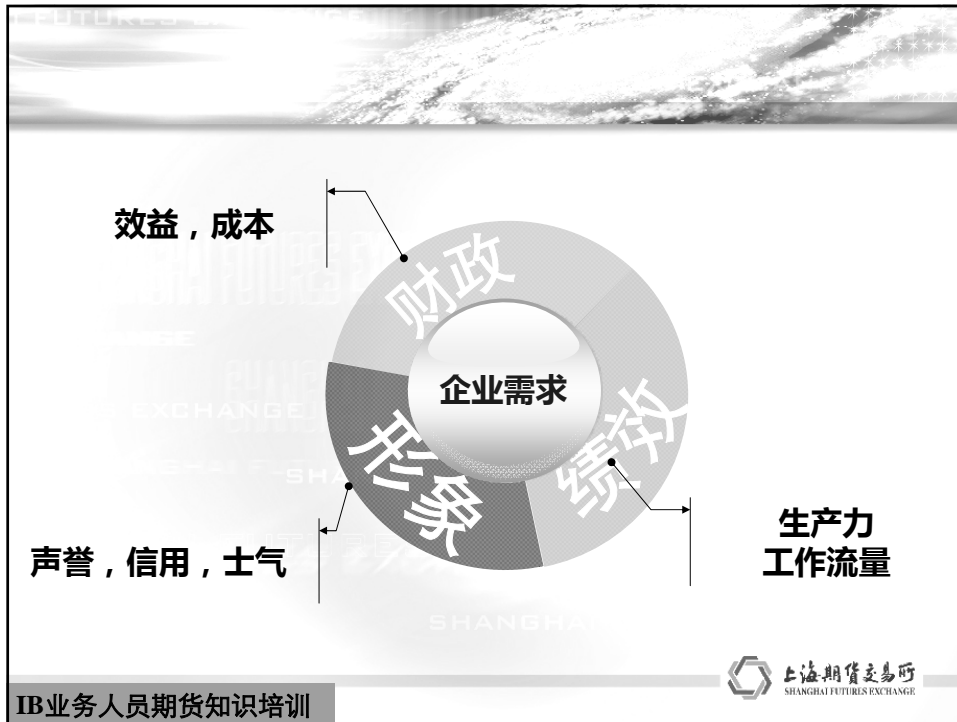 效益，成本
财政
企业需求
绩效
形象
声誉，信用，士气
生产力
工作流量
SHANGHAI
上海期货交易所
SHANGHAI FUTURES EXCHANGE
IB业务人员期货知识培训